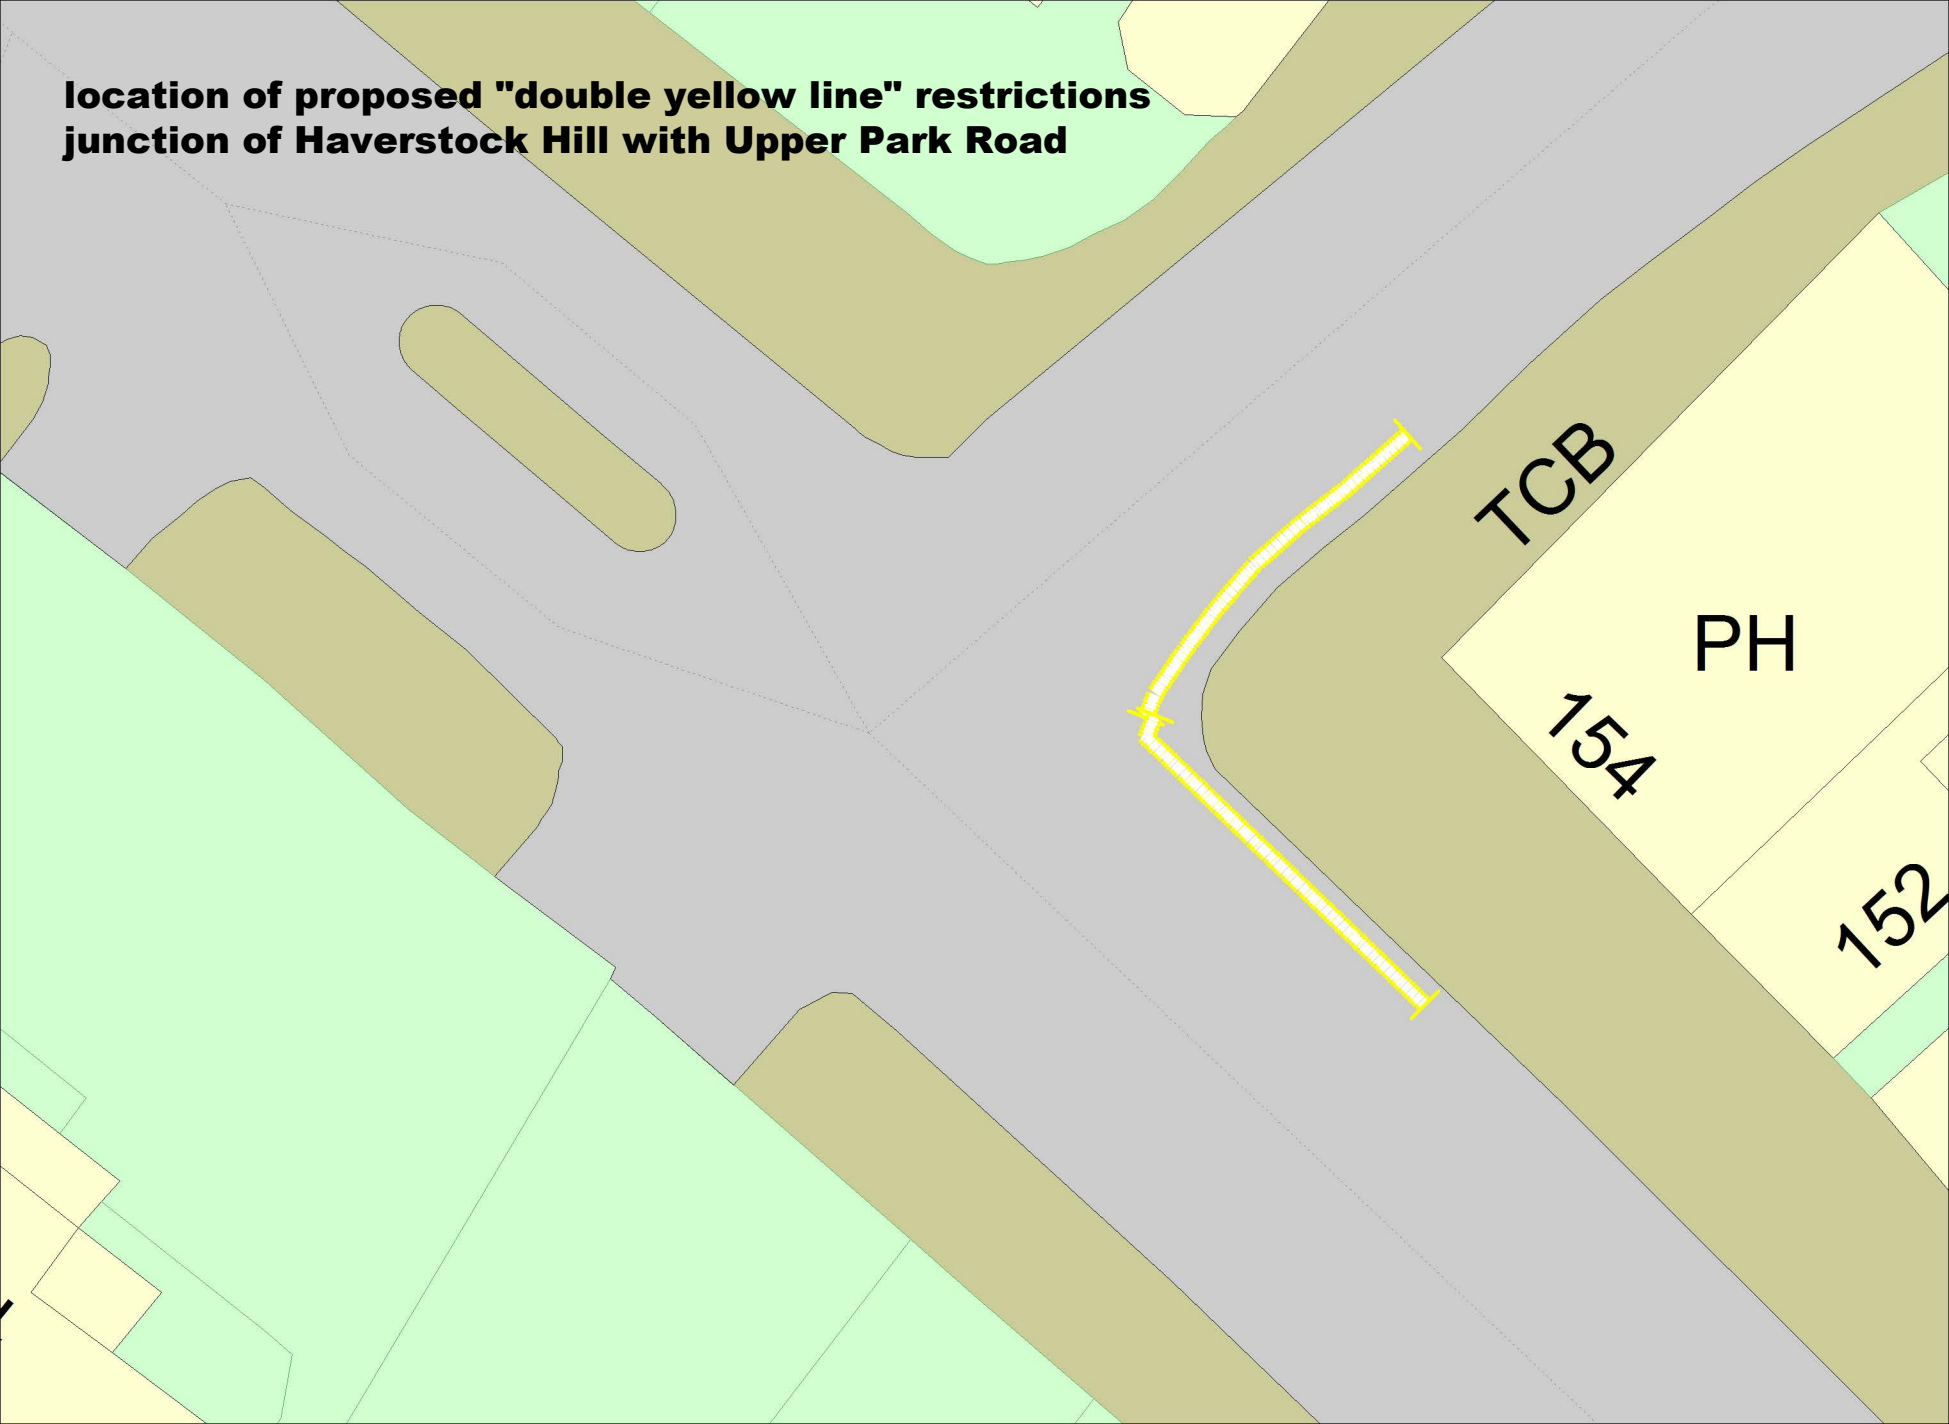 location of proposed "double yellow line" restrictions
junction of Haverstock Hill with Upper Park Road
TCB
PH
154
152